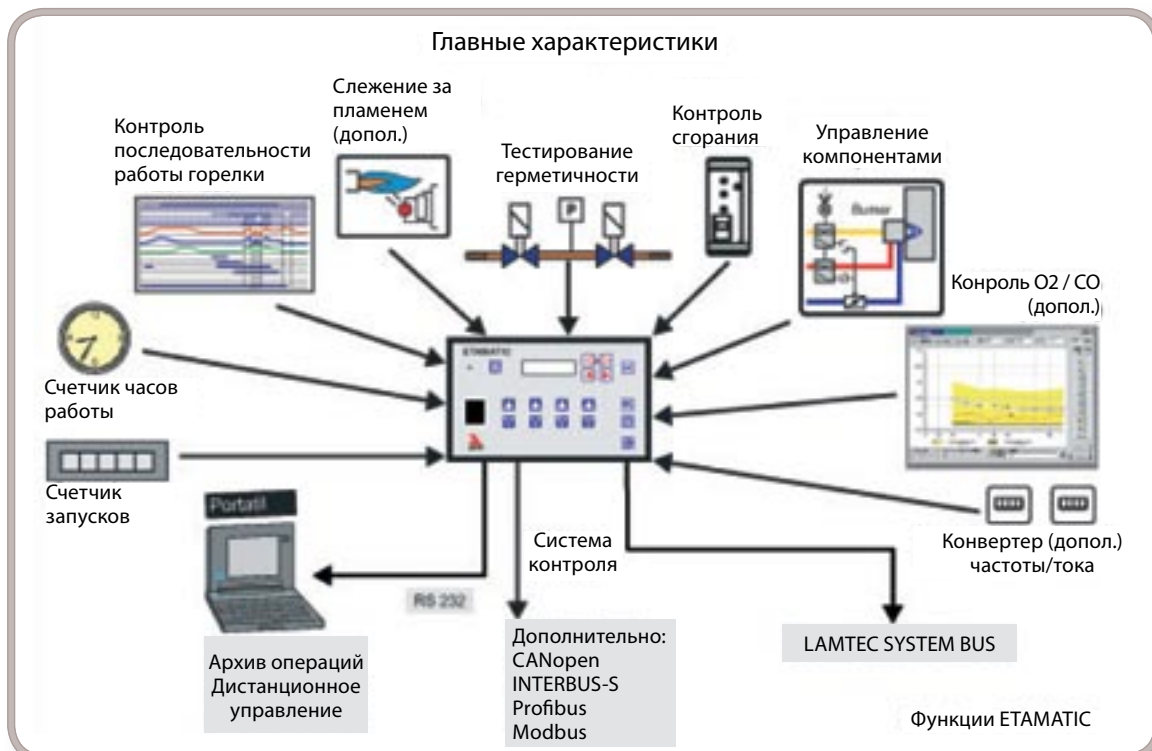 Главные характеристики
Слежение за
пламенем
(допол.)
Контроль
последовательности
работы горелки
Тестирование
герметичности
Контроль
сгорания
Управление
компонентами
P
Burner
Конроль O2 / CO
(допол.)
ETAMATIC
Счетчик часов
работы
Счетчик
запусков
Portatil
RS 232
Система
контроля
Конвертер (допол.)
частоты/тока
Архив операций
Дистанционное
управление
Дополнительно:
CANopen
INTERBUS-S
Profibus
Modbus
LAMTEC SYSTEM BUS
Функции ETAMATIC